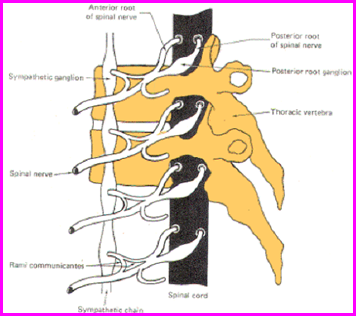 Anterior root
of spinal nerve
Posterior root
of spinal nerve
Sympathetic ganglion
Posterior root ganglion
Thoracic vertebra
Spinal nerve
Rami communicantes
Spinal cord
Sympathetic chain